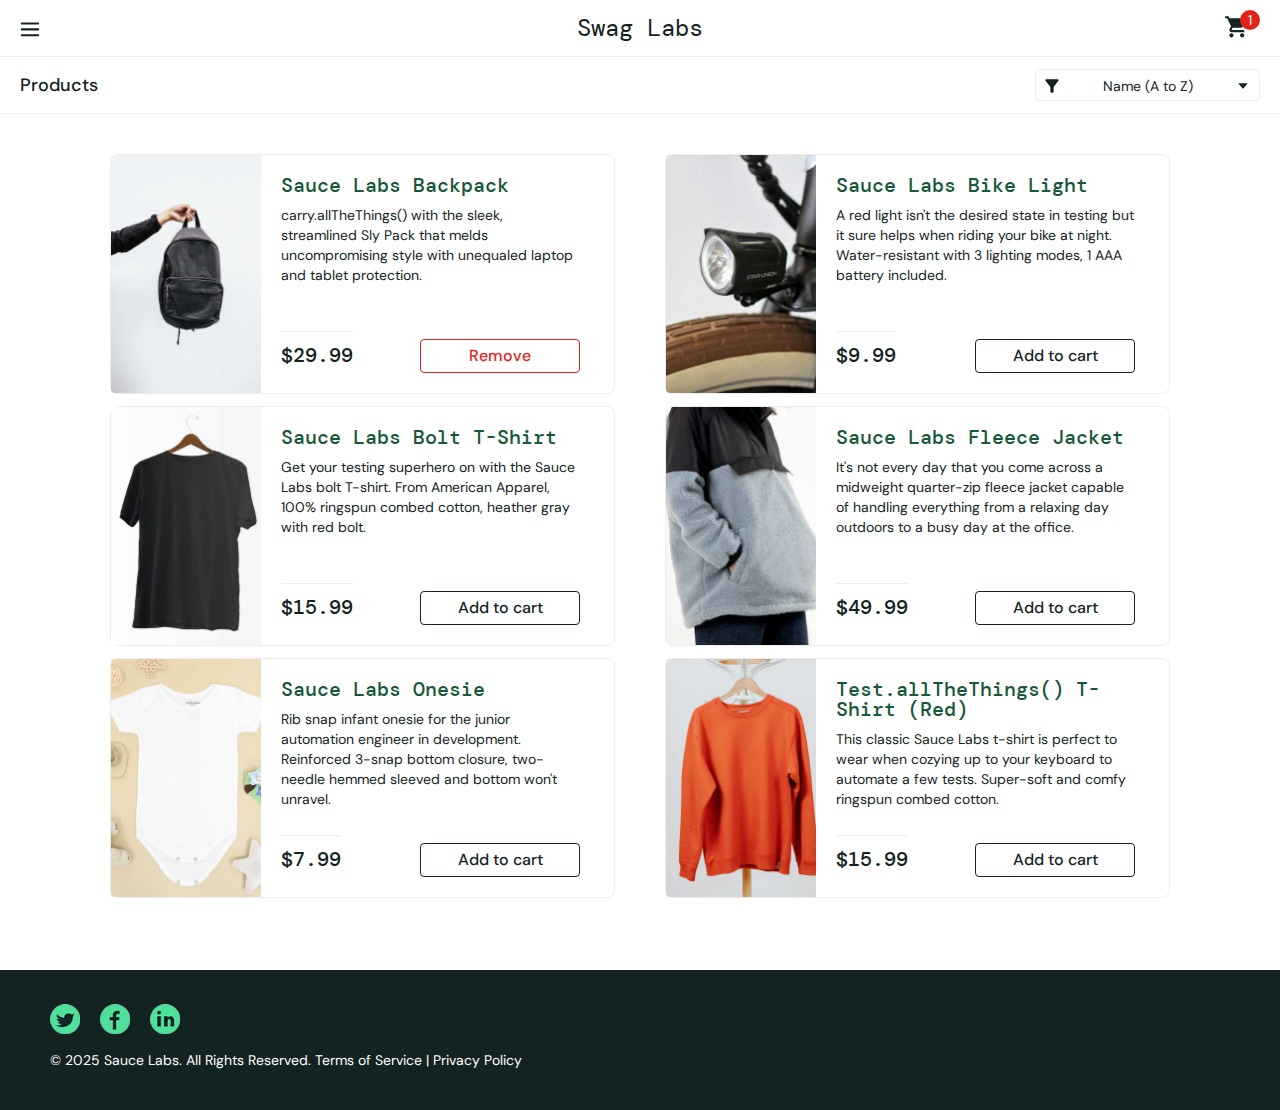 Swag Labs
1
Products
Name (A to Z)
Sauce Labs Backpack
carry.allTheThings() with the sleek,
streamlined Sly Pack that melds
uncompromising style with unequaled laptop
and tablet protection.
$29.99
Remove
Sauce Labs Bike Light
A red light isn't the desired state in testing but
it sure helps when riding your bike at night.
Water-resistant with 3 lighting modes, 1 AAA
battery included.
$9.99
Add to cart
Sauce Labs Bolt T-Shirt
Get your testing superhero on with the Sauce
Labs bolt T-shirt. From American Apparel,
100% ringspun combed cotton, heather gray
with red bolt.
$15.99
Add to cart
Sauce Labs Fleece Jacket
It's not every day that you come across a
midweight quarter-zip fleece jacket capable
of handling everything from a relaxing day
outdoors to a busy day at the office.
$49.99
Add to cart
Sauce Labs Onesie
Rib snap infant onesie for the junior
automation engineer in development.
Reinforced 3-snap bottom closure, two-
needle hemmed sleeved and bottom won't
unravel.
$7.99
Add to cart
Test.allTheThings() T-
Shirt (Red)
This classic Sauce Labs t-shirt is perfect to
wear when cozying up to your keyboard to
automate a few tests. Super-soft and comfy
ringspun combed cotton.
$15.99
Add to cart
© 2025 Sauce Labs. All Rights Reserved. Terms of Service | Privacy Policy